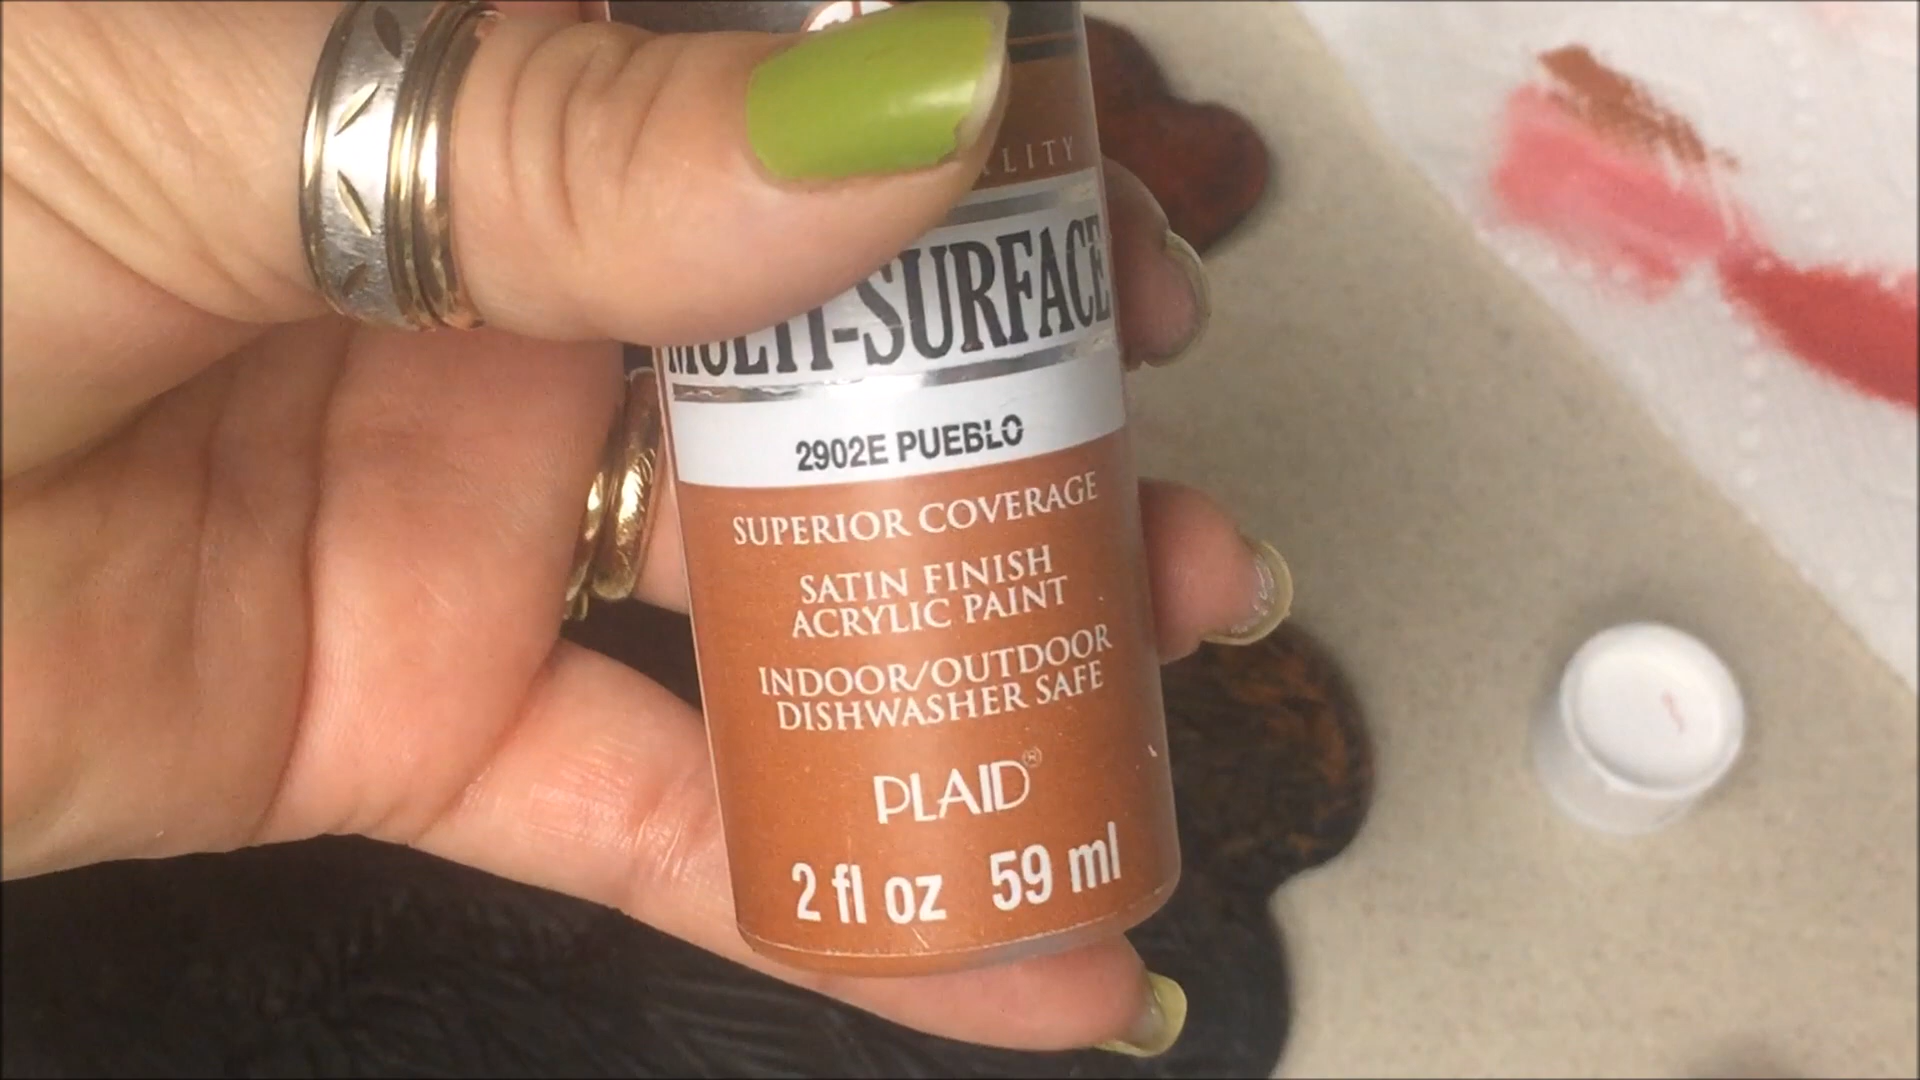 MULTI-SURFACE
2902E PUEBLO
SUPERIOR COVERAGE
SATIN FINISH
ACRYLIC PAINT
INDOOR/OUTDOOR
DISHWASHER SAFE
PLAID®
2 fl oz 59 ml